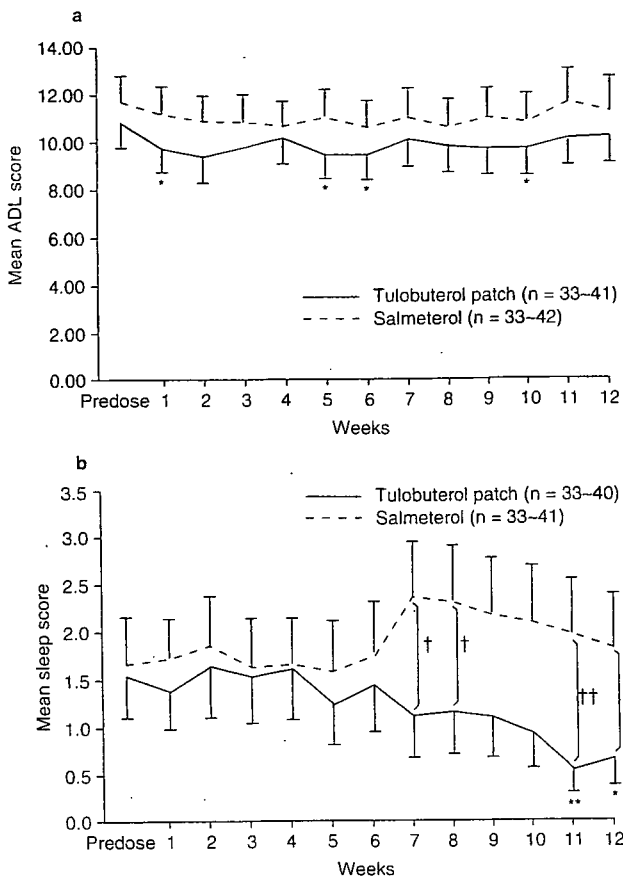 a
14.00
12.00
10.00
8.00
6.00
4.00
2.00
0.00
Mean ADL score
* * * *
Tulobuterol patch (n = 33–41)
Salmeterol (n = 33–42)
Predose 1 2 3 4 5 6 7 8 9 10 11 12
Weeks
b
3.5
3.0
2.5
2.0
1.5
1.0
0.5
0.0
Mean sleep score
Tulobuterol patch (n = 33–40)
Salmeterol (n = 33–41)
† † ††
** *
Predose 1 2 3 4 5 6 7 8 9 10 11 12
Weeks